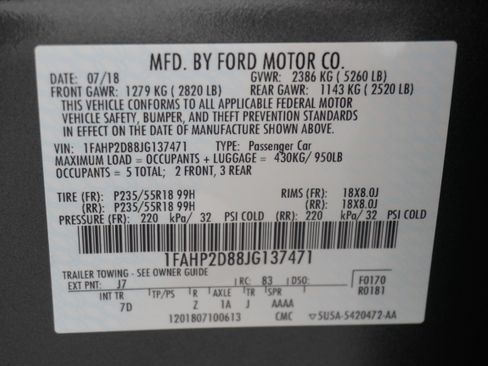 MFD. BY FORD MOTOR CO.
DATE: 07/18 GVWR: 2386 KG ( 5260 LB)
FRONT GAWR: 1279 KG ( 2820 LB) REAR GAWR: 1143 KG ( 2520 LB)
THIS VEHICLE CONFORMS TO ALL APPLICABLE FEDERAL MOTOR
VEHICLE SAFETY, BUMPER, AND THEFT PREVENTION STANDARDS
IN EFFECT ON THE DATE OF MANUFACTURE SHOWN ABOVE.
VIN: 1FAHP2D88JG137471 TYPE: Passenger Car
MAXIMUM LOAD = OCCUPANTS + LUGGAGE = 430KG/950LB
OCCUPANTS = 5 TOTAL; 2 FRONT, 3 REAR
TIRE (FR): P235/55R18 99H RIMS (FR): 18X8.0J
(RR): P235/55R18 99H (RR): 18X8.0J
PRESSURE (FR): 220 kPa/ 32 PSI COLD (RR): 220 kPa/ 32 PSI COLD
1FAHP2D88JG137471
TRAILER TOWING - SEE OWNER GUIDE
EXT PNT: J7 RC: 83 DSO: F0170
INT TR TP/PS R AXLE TR SPR R0181
7D Z 1A J AAAA
1201807100613 CMC 5U5A-5420472-AA